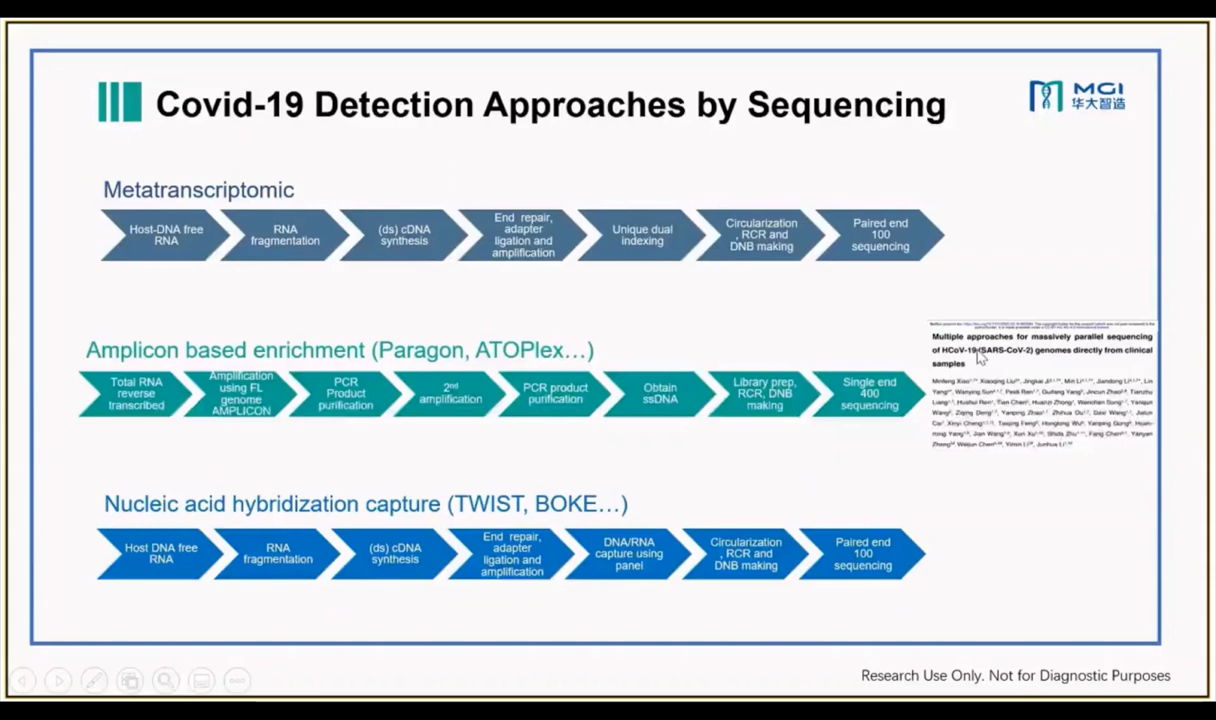 Covid-19 Detection Approaches by Sequencing
MGI
华大智造
Metatranscriptomic
Host-DNA free
RNA
RNA
fragmentation
(ds) cDNA
synthesis
End repair,
adapter
ligation and
amplification
Unique dual
indexing
Circularization
, RCR and
DNB making
Paired end
100
sequencing
Amplicon based enrichment (Paragon, ATOPlex…)
Total RNA
reverse
transcribed
Amplification
using FL
genome
AMPLICON
PCR
Product
purification
2nd
amplification
PCR product
purification
Obtain
ssDNA
Library prep,
RCR, DNB
making
Single end
400
sequencing
Multiple approaches for massively parallel sequencing
of HCoV-19 (SARS-CoV-2) genomes directly from clinical
samples
Nucleic acid hybridization capture (TWIST, BOKE…)
Host DNA free
RNA
RNA
fragmentation
(ds) cDNA
synthesis
End repair,
adapter
ligation and
amplification
DNA/RNA
capture using
panel
Circularization
, RCR and
DNB making
Paired end
100
sequencing
Research Use Only. Not for Diagnostic Purposes